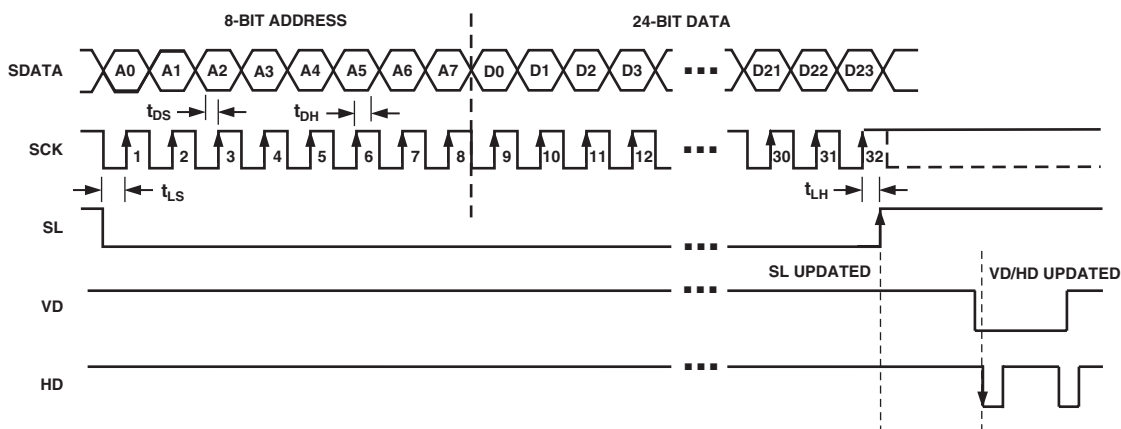 8-BIT ADDRESS 24-BIT DATA
SDATA A0 A1 A2 A3 A4 A5 A6 A7 D0 D1 D2 D3 D21 D22 D23
tDS tDH
SCK 1 2 3 4 5 6 7 8 9 10 11 12 30 31 32
tLS tLH
SL
SL UPDATED VD/HD UPDATED
VD
HD